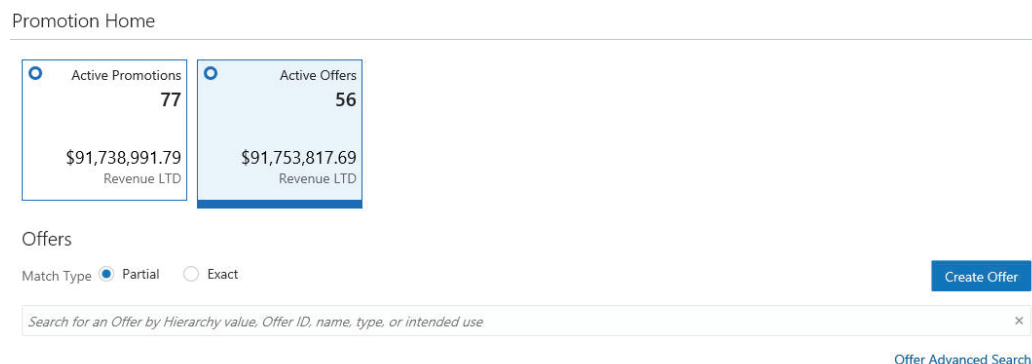 Promotion Home
Active Promotions
77
$91,738,991.79
Revenue LTD
Active Offers
56
$91,753,817.69
Revenue LTD
Offers
Match Type Partial Exact
Create Offer
Search for an Offer by Hierarchy value, Offer ID, name, type, or intended use
Offer Advanced Search